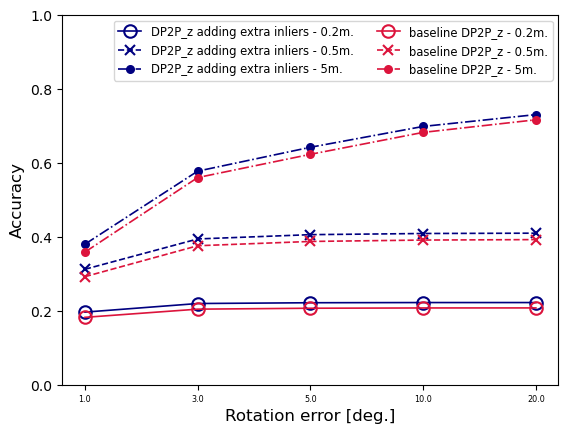 DP2P_z adding extra inliers - 0.2m.
DP2P_z adding extra inliers - 0.5m.
DP2P_z adding extra inliers - 5m.
baseline DP2P_z - 0.2m.
baseline DP2P_z - 0.5m.
baseline DP2P_z - 5m.
Accuracy
1.0
0.8
0.6
0.4
0.2
0.0
1.0 3.0 5.0 10.0 20.0
Rotation error [deg.]